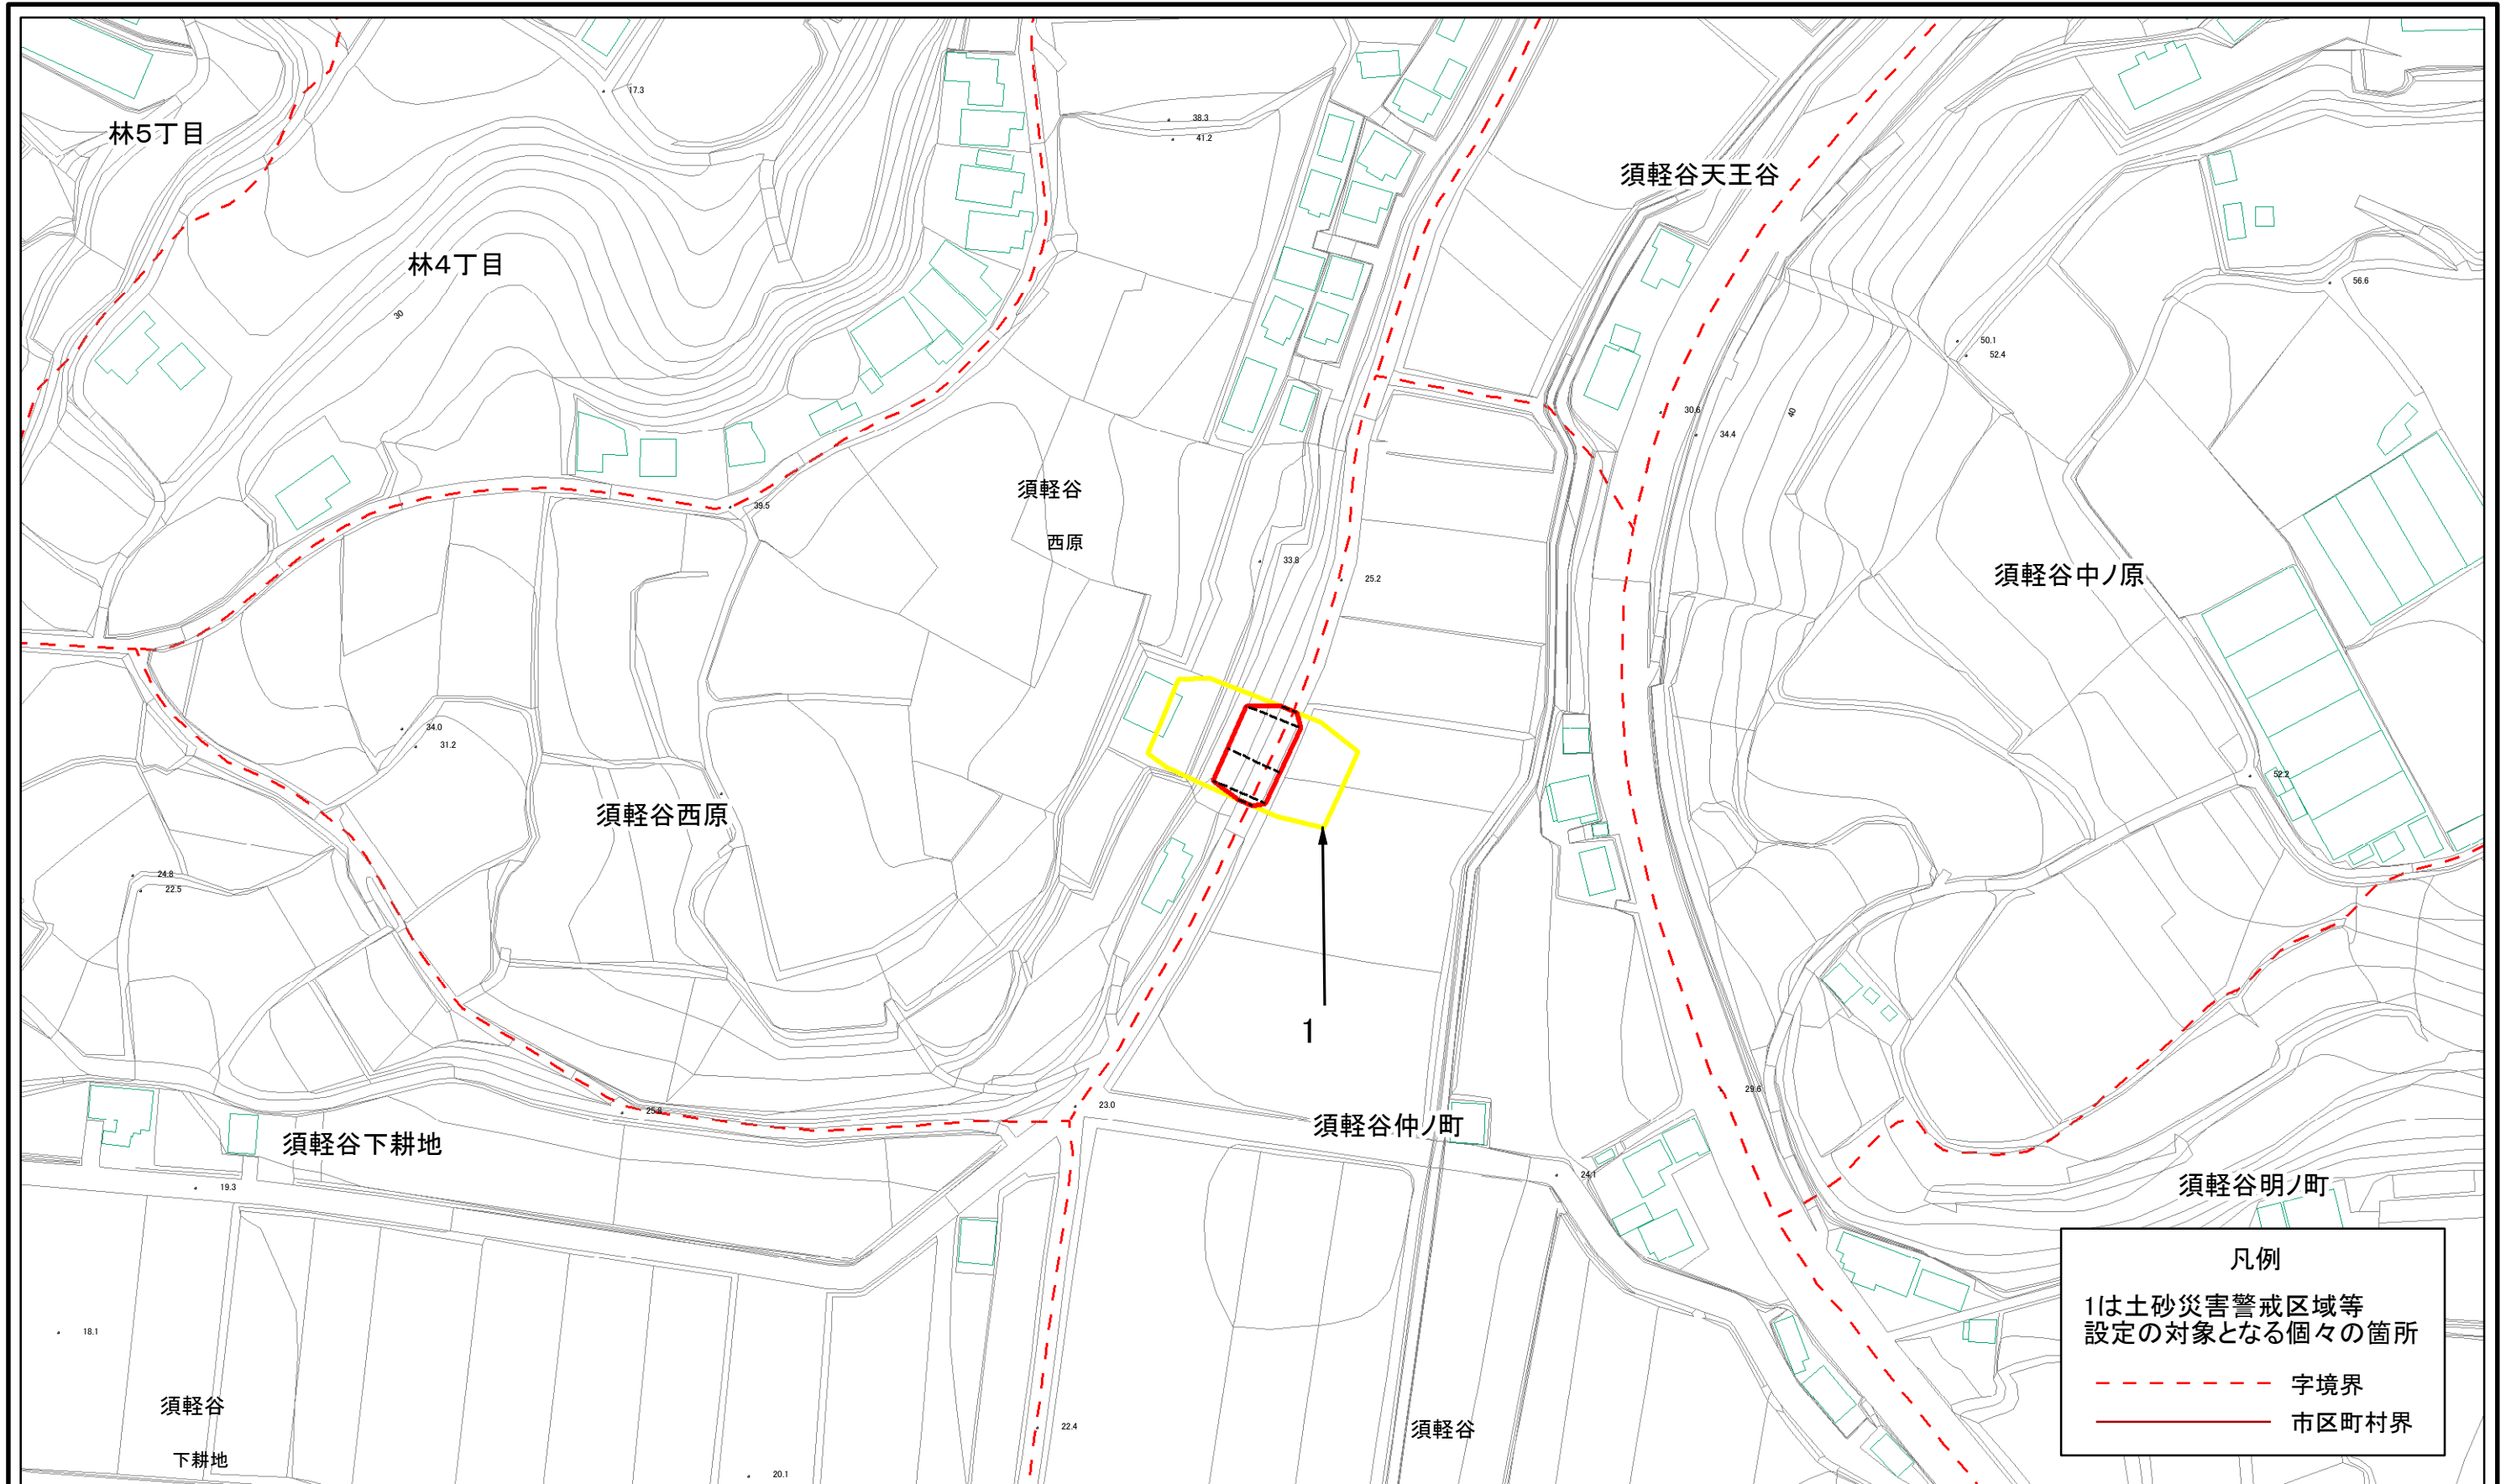 17.3
林5丁目
38.3
41.2
須軽谷天王谷
林4丁目
56.6
30
50.1
52.4
30.6
40
34.4
須軽谷
39.5
西原
33.8
25.2
須軽谷中ノ原
34.0
31.2
52.2
須軽谷西原
24.8
22.5
1
29.6
25.8
23.0
須軽谷仲ノ町
須軽谷下耕地
24.1
19.3
須軽谷明ノ町
凡例
1は土砂災害警戒区域等
設定の対象となる個々の箇所
字境界
市区町村界
18.1
須軽谷
22.4
須軽谷
下耕地
20.1